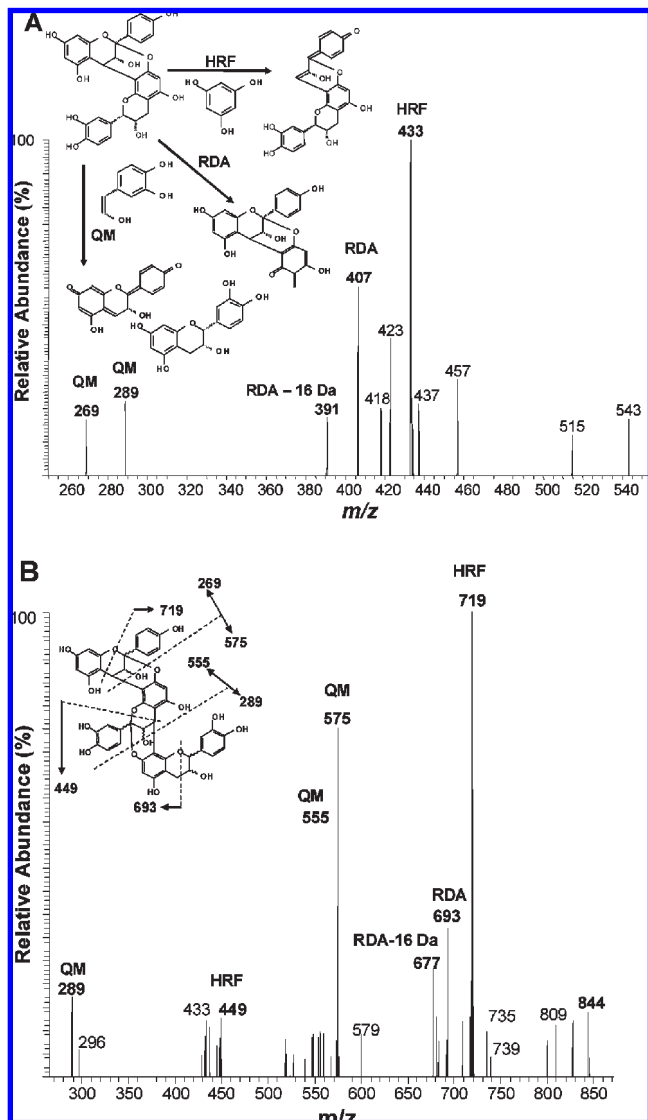 A
HRF
HRF
433
100
RDA
QM
RDA
407
423
457
QM
289
QM
269
RDA – 16 Da
391
418
437
515
543
Relative Abundance (%)
260 280 300 320 340 360 380 400 420 440 460 480 500 520 540
m/z
B
HRF
719
269
719
575
555
289
449
693
100
QM
575
QM
555
RDA
693
RDA-16 Da
677
QM
289
296
HRF
433
449
579
735
739
809
844
Relative Abundance (%)
300 350 400 450 500 550 600 650 700 750 800 850
m/z